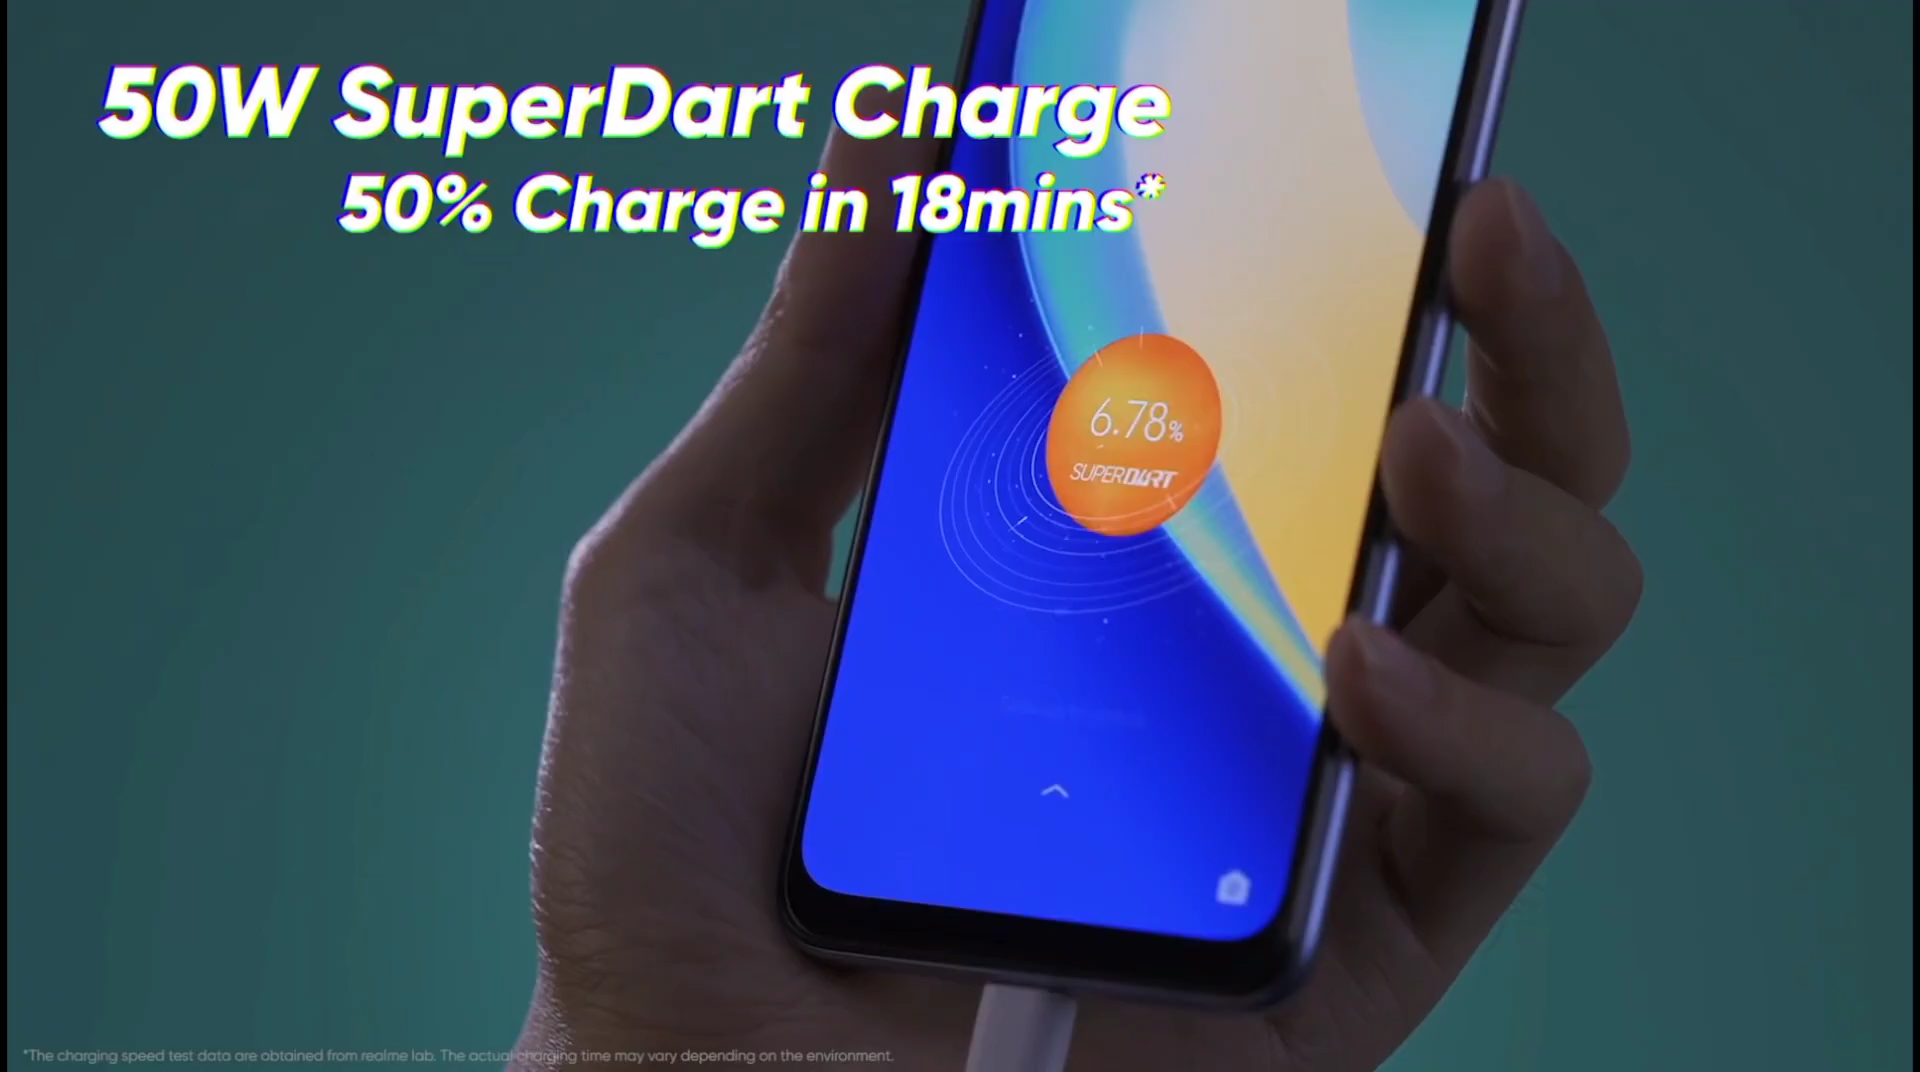 50W SuperDart Charge
50% Charge in 18mins*
6.78%
SUPERDART
*The charging speed test data are obtained from realme lab. The actual charging time may vary depending on the environment.